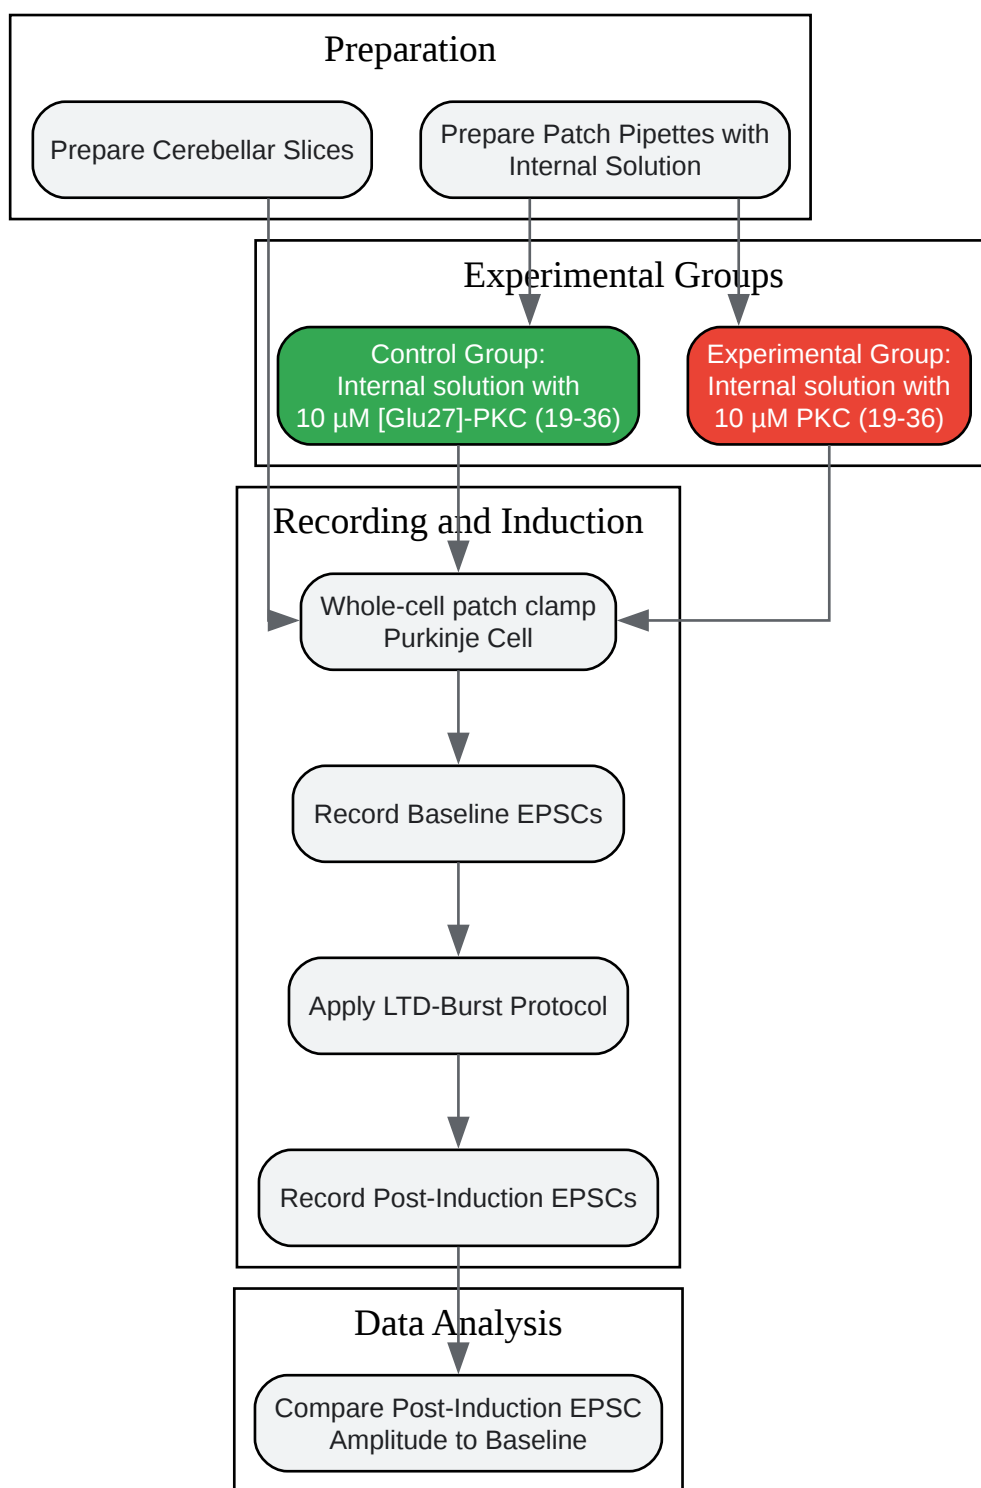 Preparation
Prepare Cerebellar Slices
Prepare Patch Pipettes with
Internal Solution
Experimental Groups
Control Group:
Internal solution with
10 µM [Glu27]-PKC (19-36)
Experimental Group:
Internal solution with
10 µM PKC (19-36)
Recording and Induction
Whole-cell patch clamp
Purkinje Cell
Record Baseline EPSCs
Apply LTD-Burst Protocol
Record Post-Induction EPSCs
Data Analysis
Compare Post-Induction EPSC
Amplitude to Baseline